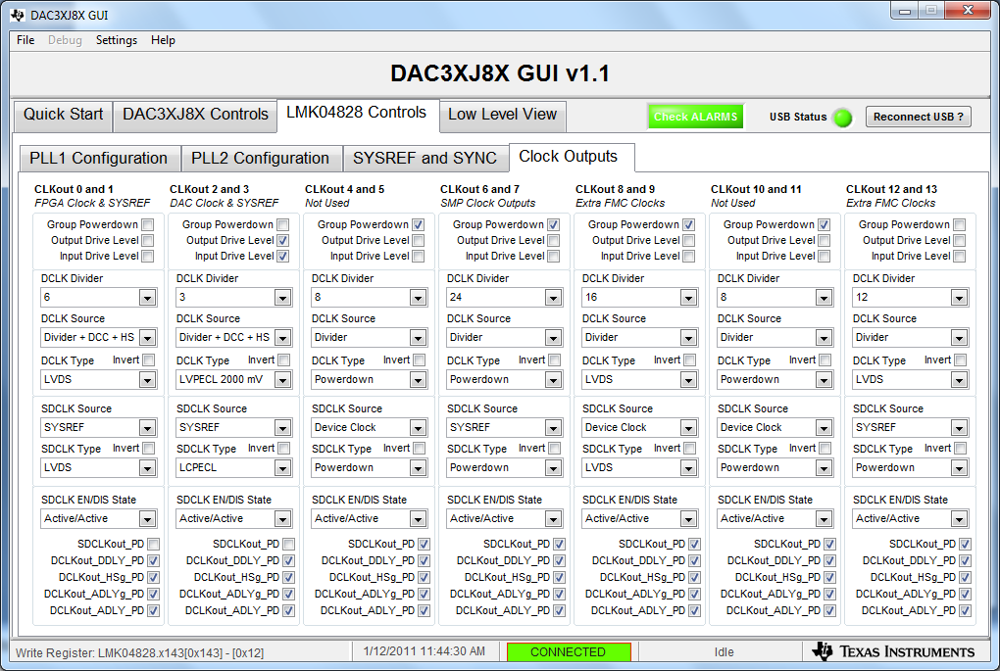 DAC3XJ8X GUI
File Debug Settings Help
DAC3XJ8X GUI v1.1
Quick Start DAC3XJ8X Controls LMK04828 Controls Low Level View Check ALARMS USB Status Reconnect USB ?
PLL1 Configuration PLL2 Configuration SYSREF and SYNC Clock Outputs
CLKout 0 and 1 CLKout 2 and 3 CLKout 4 and 5 CLKout 6 and 7 CLKout 8 and 9 CLKout 10 and 11 CLKout 12 and 13
FPGA Clock & SYSREF DAC Clock & SYSREF Not Used SMP Clock Outputs Extra FMC Clocks Not Used Extra FMC Clocks
Group Powerdown Group Powerdown Group Powerdown Group Powerdown Group Powerdown Group Powerdown Group Powerdown
Output Drive Level Output Drive Level Output Drive Level Output Drive Level Output Drive Level Output Drive Level Output Drive Level
Input Drive Level Input Drive Level Input Drive Level Input Drive Level Input Drive Level Input Drive Level Input Drive Level
DCLK Divider DCLK Divider DCLK Divider DCLK Divider DCLK Divider DCLK Divider DCLK Divider
6 3 8 24 16 8 12
DCLK Source DCLK Source DCLK Source DCLK Source DCLK Source DCLK Source DCLK Source
Divider + DCC + HS Divider + DCC + HS Divider Divider Divider Divider Divider
DCLK Type Invert DCLK Type Invert DCLK Type Invert DCLK Type Invert DCLK Type Invert DCLK Type Invert DCLK Type Invert
LVDS LVPECL 2000 mV Powerdown Powerdown LVDS Powerdown LVDS
SDCLK Source SDCLK Source SDCLK Source SDCLK Source SDCLK Source SDCLK Source SDCLK Source
SYSREF SYSREF Device Clock SYSREF Device Clock Device Clock SYSREF
SDCLK Type Invert SDCLK Type Invert SDCLK Type Invert SDCLK Type Invert SDCLK Type Invert SDCLK Type Invert SDCLK Type Invert
LVDS LCPECL Powerdown Powerdown LVDS Powerdown Powerdown
SDCLK EN/DIS State SDCLK EN/DIS State SDCLK EN/DIS State SDCLK EN/DIS State SDCLK EN/DIS State SDCLK EN/DIS State SDCLK EN/DIS State
Active/Active Active/Active Active/Active Active/Active Active/Active Active/Active Active/Active
SDCLKout_PD SDCLKout_PD SDCLKout_PD SDCLKout_PD SDCLKout_PD SDCLKout_PD SDCLKout_PD
DCLKout_DDLY_PD DCLKout_DDLY_PD DCLKout_DDLY_PD DCLKout_DDLY_PD DCLKout_DDLY_PD DCLKout_DDLY_PD DCLKout_DDLY_PD
DCLKout_HSg_PD DCLKout_HSg_PD DCLKout_HSg_PD DCLKout_HSg_PD DCLKout_HSg_PD DCLKout_HSg_PD DCLKout_HSg_PD
DCLKout_ADLYg_PD DCLKout_ADLYg_PD DCLKout_ADLYg_PD DCLKout_ADLYg_PD DCLKout_ADLYg_PD DCLKout_ADLYg_PD DCLKout_ADLYg_PD
DCLKout_ADLY_PD DCLKout_ADLY_PD DCLKout_ADLY_PD DCLKout_ADLY_PD DCLKout_ADLY_PD DCLKout_ADLY_PD DCLKout_ADLY_PD
Write Register: LMK04828.x143[0x143] - [0x12] 1/12/2011 11:44:30 AM CONNECTED Idle TEXAS INSTRUMENTS